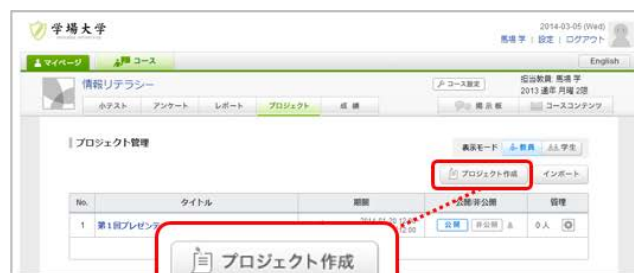 学場大学
2014-03-05 (Wed)
馬場 学 | 設定 | ログアウト
マイページ
コース
English
情報リテラシー
コース設定
担当教員: 馬場 学
2013 通年 月曜 2限
小テスト
アンケート
レポート
プロジェクト
成績
掲示板
コースコンテンツ
プロジェクト管理
表示モード
教員
学生
プロジェクト作成
インポート
No.
タイトル
期間
公開/非公開
管理
1
第1回プレゼンテ
公開
非公開
0人
プロジェクト作成